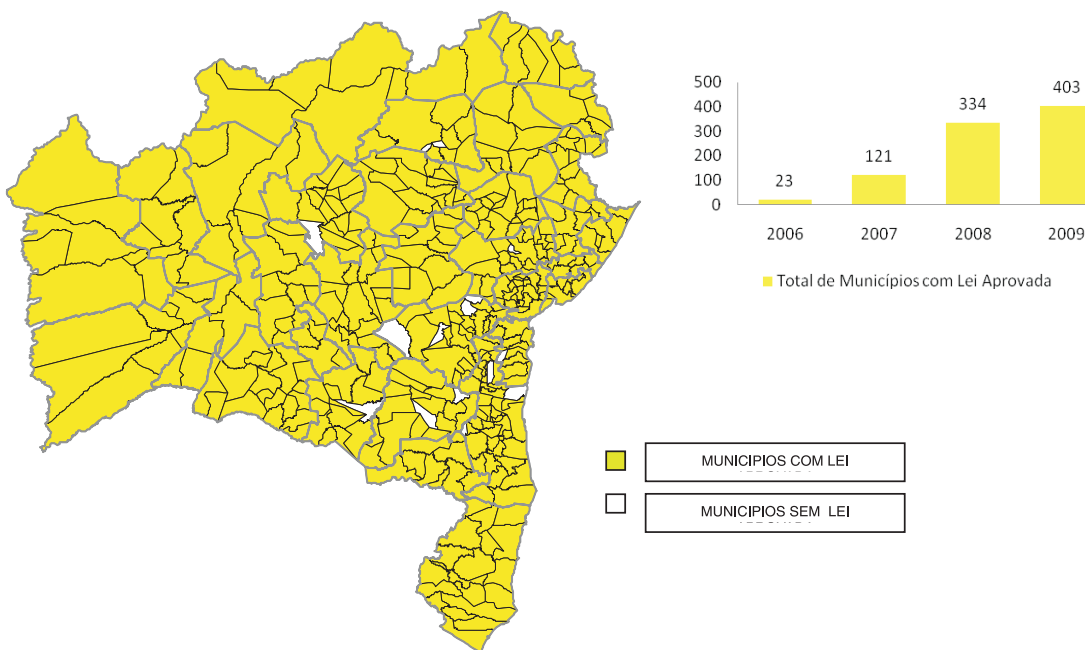 500
400
300
200
100
0
23
121
334
403
2006 2007 2008 2009
Total de Municípios com Lei Aprovada
MUNICIPIOS COM LEI
MUNICIPIOS SEM LEI